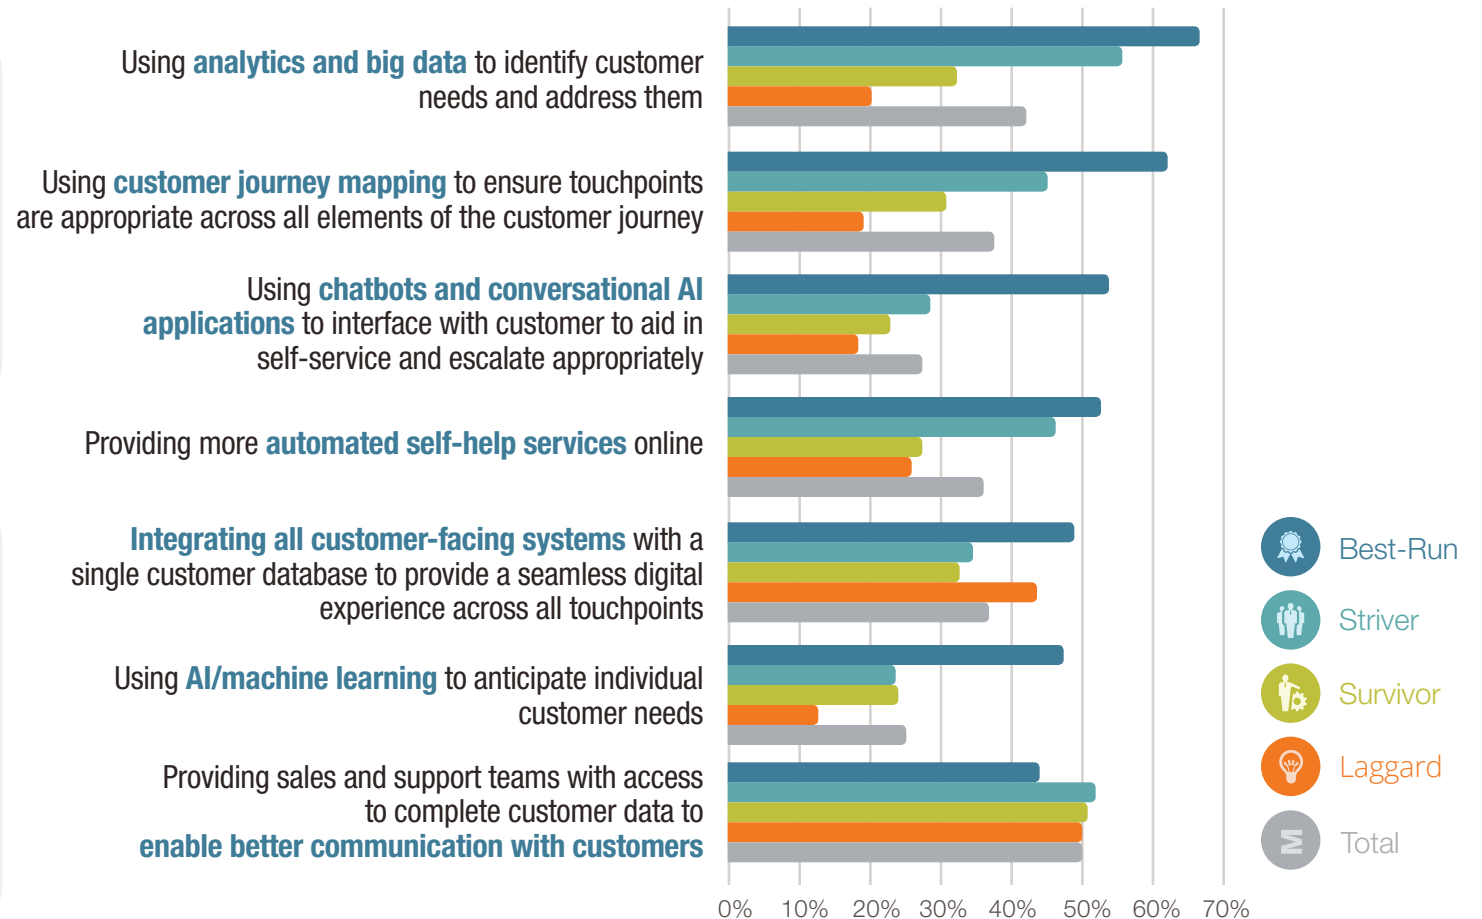 Using analytics and big data to identify customer
needs and address them
Using customer journey mapping to ensure touchpoints
are appropriate across all elements of the customer journey
Using chatbots and conversational AI
applications to interface with customer to aid in
self-service and escalate appropriately
Providing more automated self-help services online
Integrating all customer-facing systems with a
single customer database to provide a seamless digital
experience across all touchpoints
Using AI/machine learning to anticipate individual
customer needs
Providing sales and support teams with access
to complete customer data to
enable better communication with customers
0% 10% 20% 30% 40% 50% 60% 70%
Best-Run
Striver
Survivor
Laggard
M Total